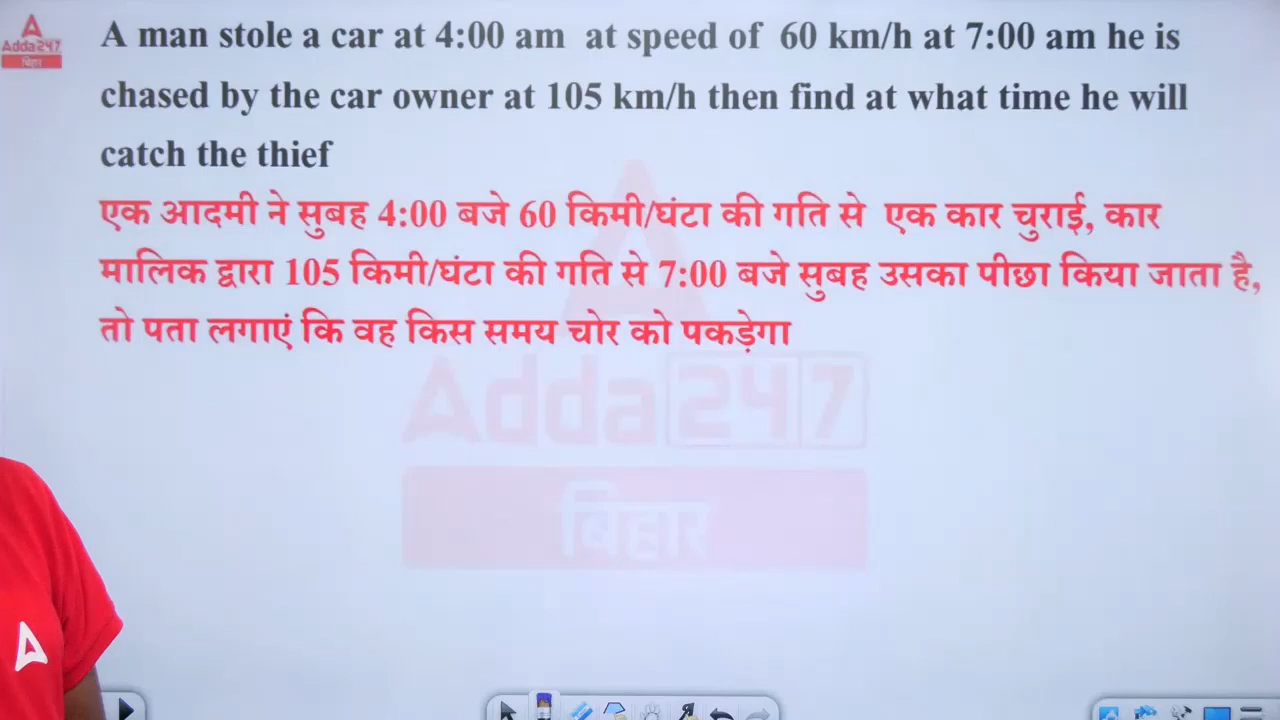 A man stole a car at 4:00 am at speed of 60 km/h at 7:00 am he is
chased by the car owner at 105 km/h then find at what time he will
catch the thief
एक आदमी ने सुबह 4:00 बजे 60 किमी/घंटा की गति से एक कार चुराई, कार
मालिक द्वारा 105 किमी/घंटा की गति से 7:00 बजे सुबह उसका पीछा किया जाता है,
तो पता लगाएं कि वह किस समय चोर को पकड़ेगा
Adda247
बिहार
Adda247
बिहार